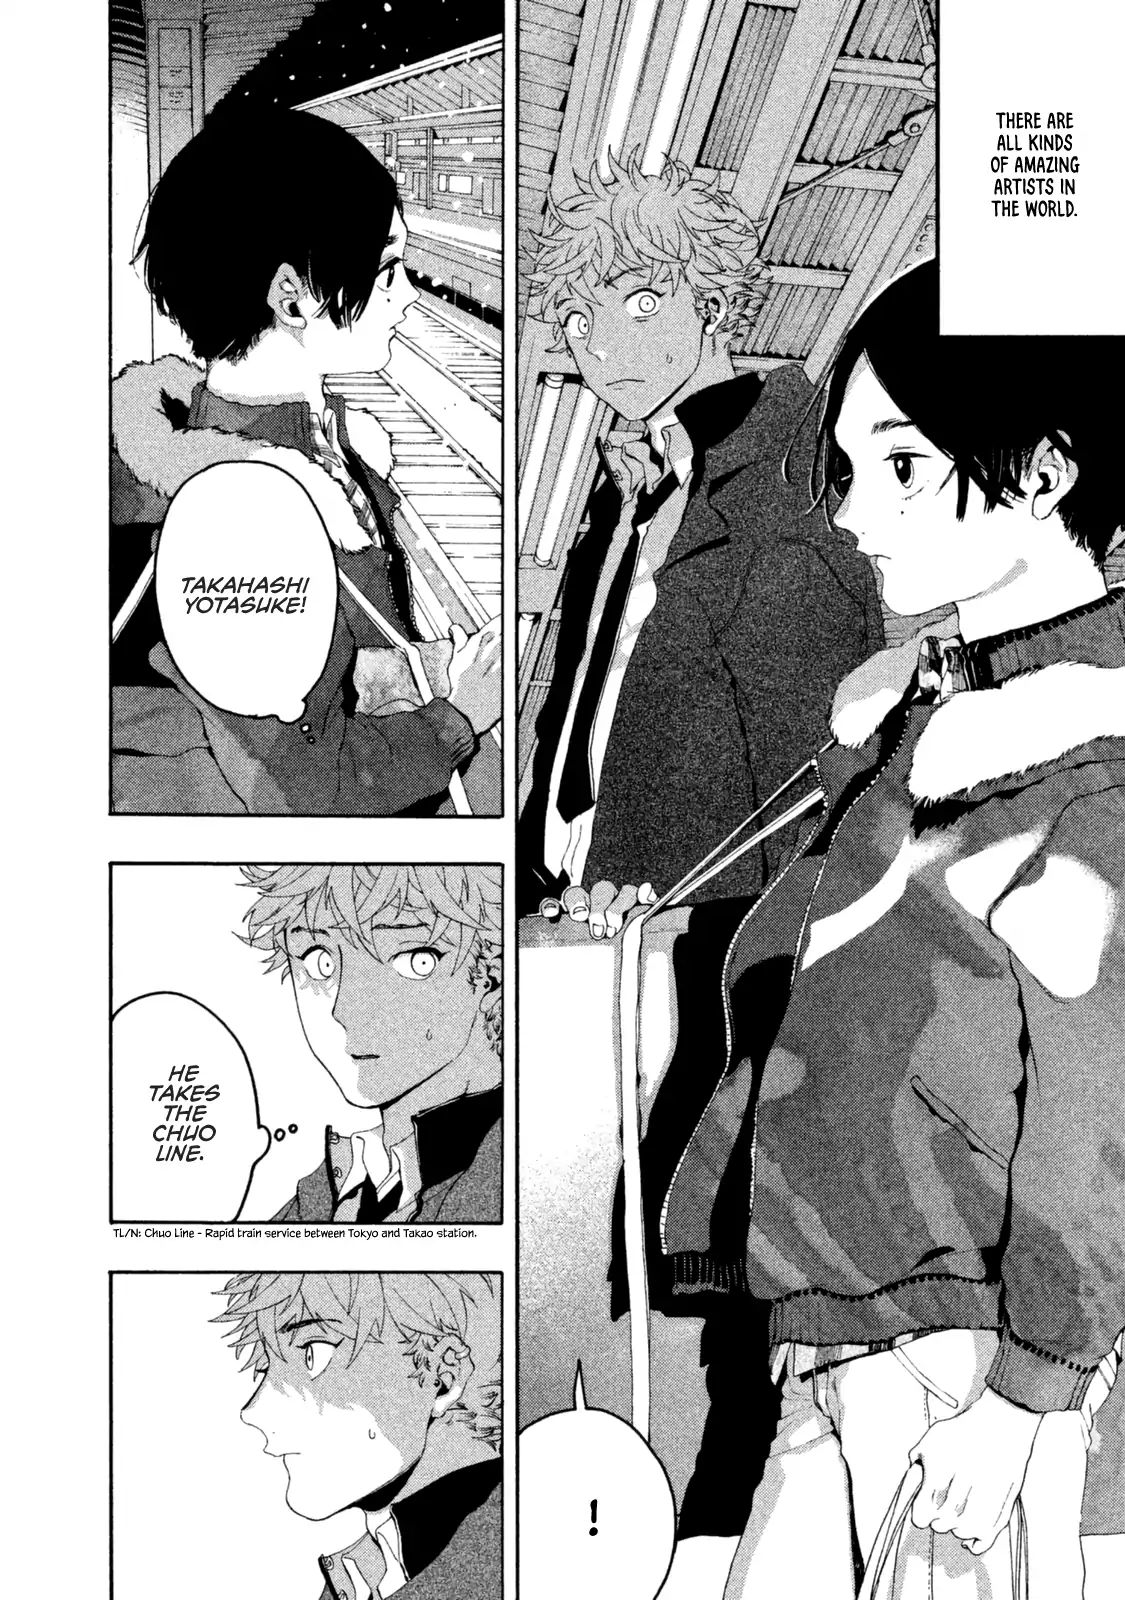 THERE ARE
ALL KINDS
OF AMAZING
ARTISTS IN
THE WORLD.
!
TAKAHASHI
YOTASUKE!
HE
TAKES
THE
CHUO
LINE.
TL/N: Chuo Line - Rapid train service between Tokyo and Takao station.